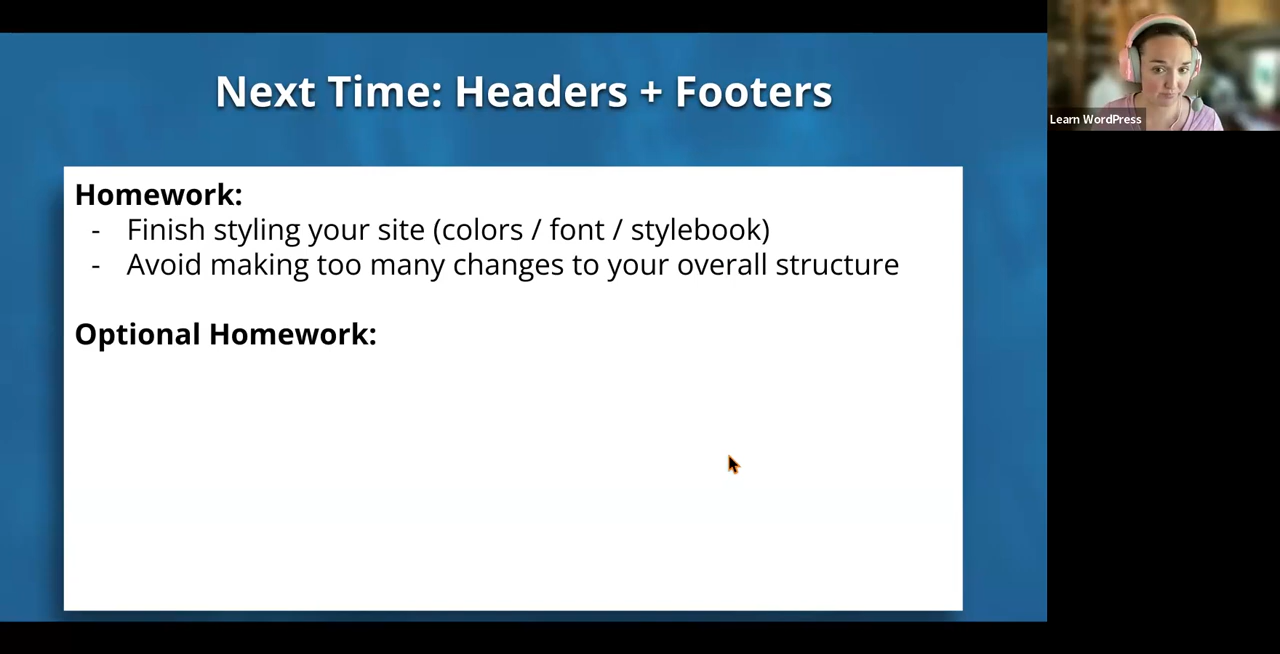 Next Time: Headers + Footers
Learn WordPress
Homework:
- Finish styling your site (colors / font / stylebook)
- Avoid making too many changes to your overall structure
Optional Homework: